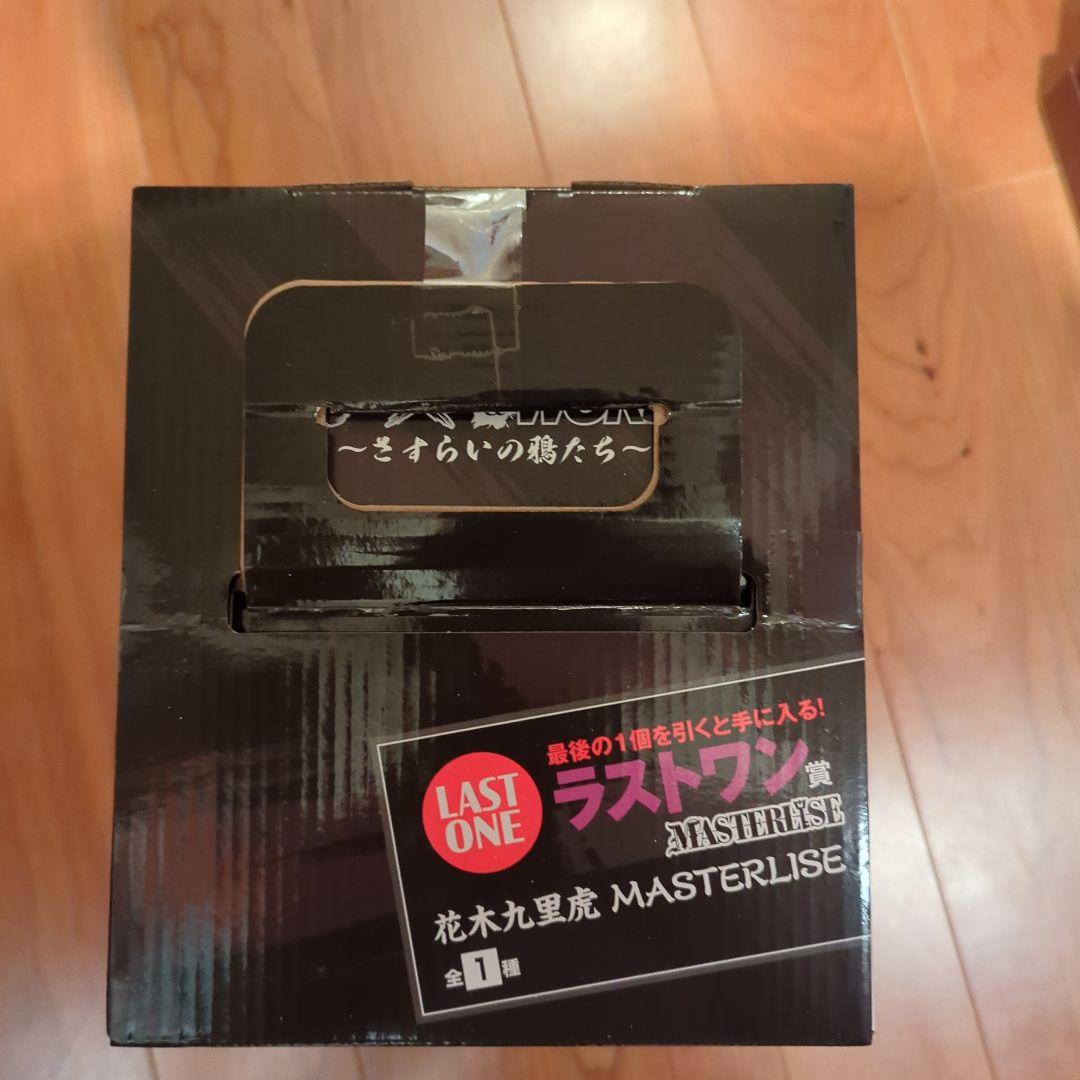 ～さすらいの鴉たち～
最後の1個を引くと手に入る!
LAST
ONE
ラストワン賞
MASTERLISE
花木九里虎 MASTERLISE
全1種